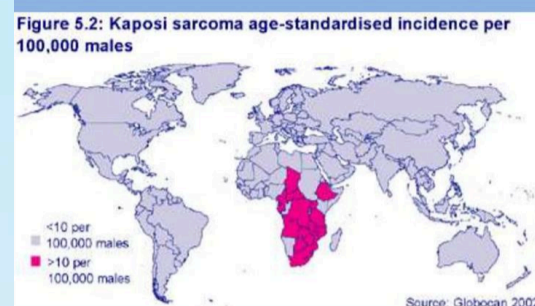 Figure 5.2: Kaposi sarcoma age-standardised incidence per
100,000 males
<10 per
100,000 males
>10 per
100,000 males
Source: Globocan 2002